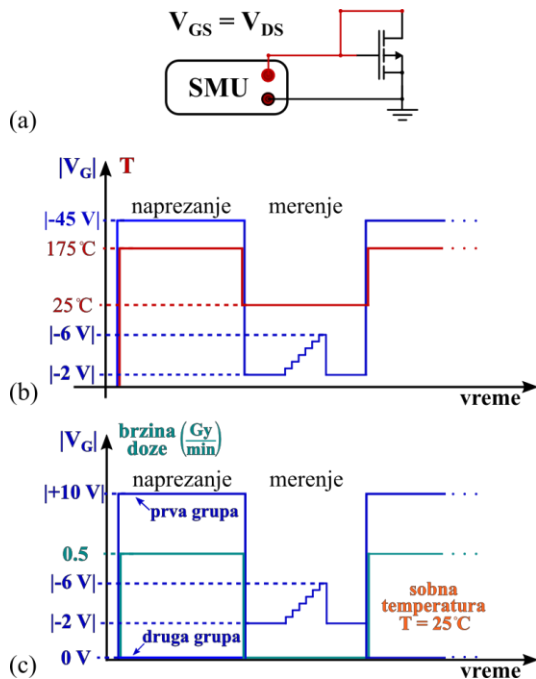 V_GS = V_DS
SMU
(a)
|V_G| T
naprezanje merenje
|-45 V|
175℃
25℃
|-6 V|
|-2 V|
vreme
(b)
|V_G| brzina doze (Gy/min)
naprezanje merenje
|+10 V|
prva grupa
0.5
|-6 V|
sobna
temperatura
T = 25℃
|-2 V|
druga grupa
0 V
vreme
(c)